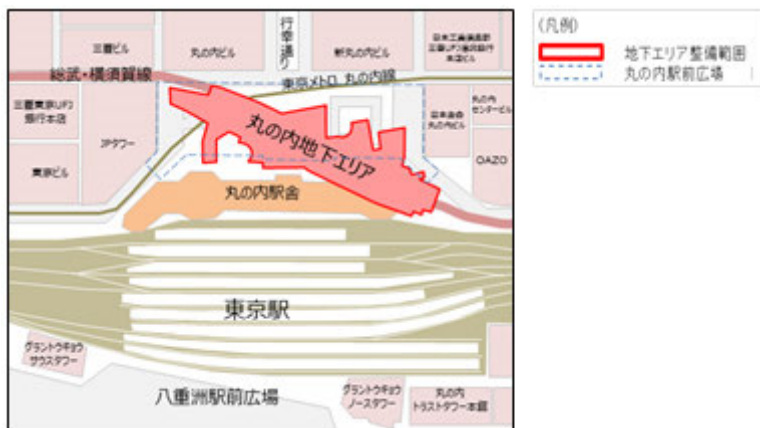 三菱ビル
丸の内ビル
行幸通り
新丸の内ビル
日本工業倶楽部
三菱UFJ信託銀行
本店ビル
(凡例)
地下エリア整備範囲
丸の内駅前広場
総武・横須賀線
東京メトロ 丸の内線
三菱東京UFJ
銀行本店
JPタワー
東京ビル
丸の内地下エリア
日本生命
丸の内ビル
丸の内
センタービル
OAZO
丸の内駅舎
東京駅
グラントウキョウ
サウスタワー
八重洲駅前広場
グラントウキョウ
ノースタワー
丸の内
トラストタワー本館